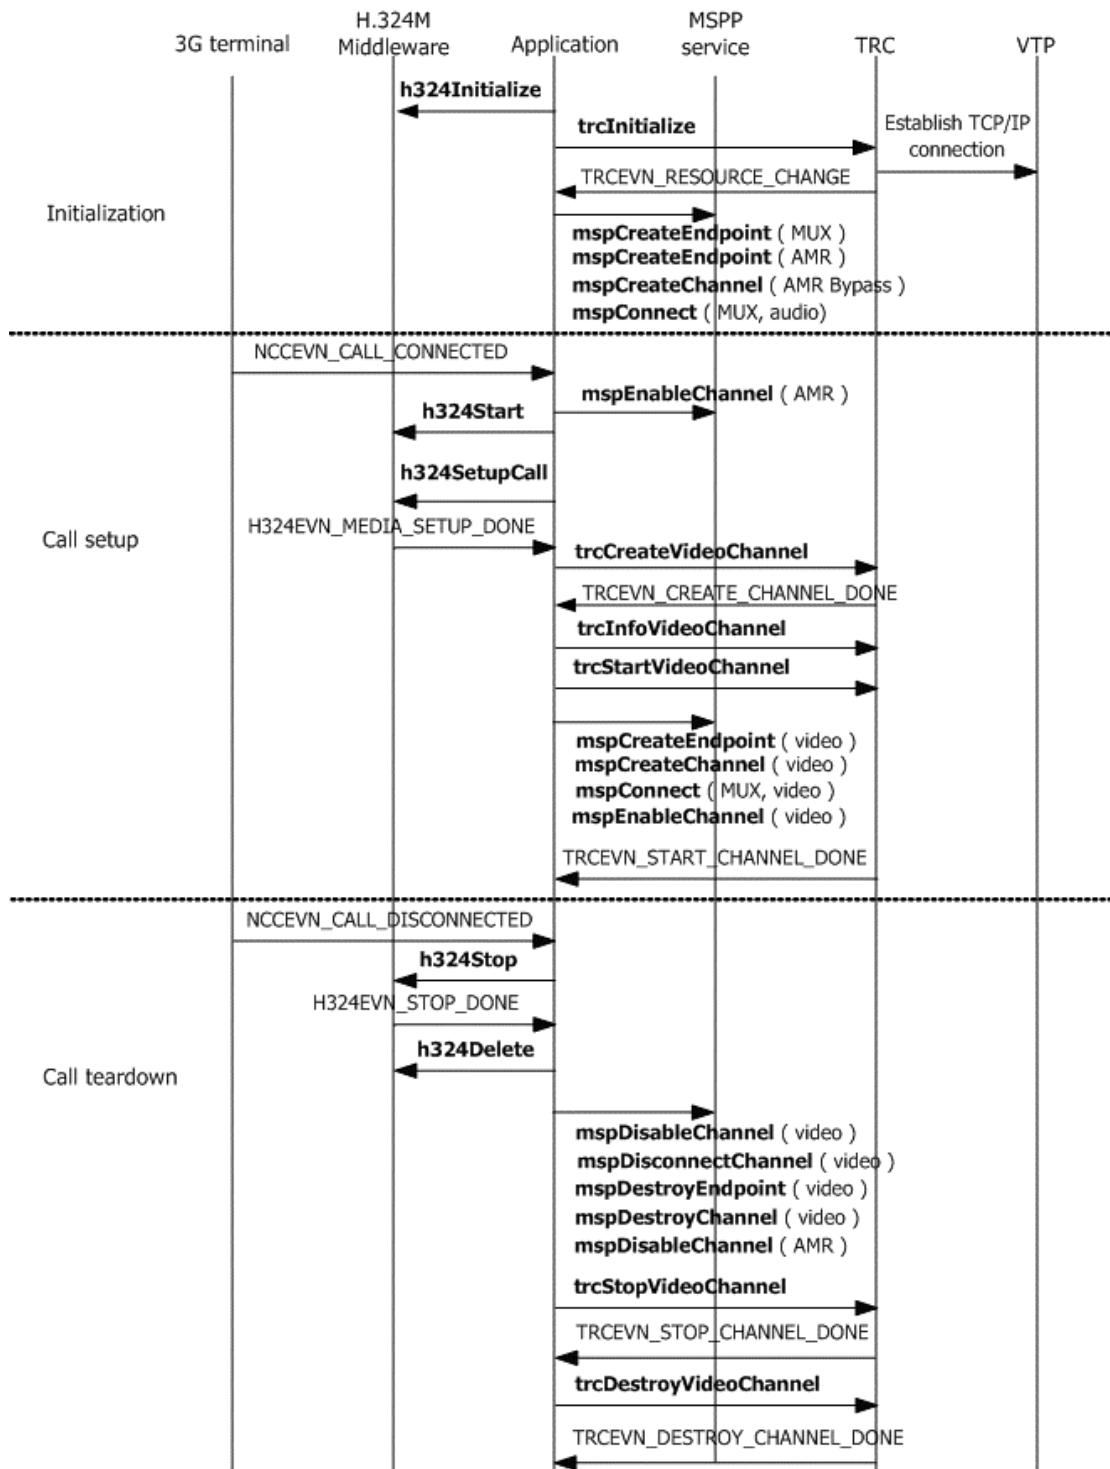 H.324M
Middleware
MSPP
service
3G terminal
Application
TRC
VTP
h324Initialize
trcInitialize
Establish TCP/IP
connection
TRCEVN_RESOURCE_CHANGE
Initialization
mspCreateEndpoint ( MUX )
mspCreateEndpoint ( AMR )
mspCreateChannel ( AMR Bypass )
mspConnect ( MUX, audio)
NCCEVN_CALL_CONNECTED
mspEnableChannel ( AMR )
h324Start
h324SetupCall
H324EVN_MEDIA_SETUP_DONE
Call setup
trcCreateVideoChannel
TRCEVN_CREATE_CHANNEL_DONE
trcInfoVideoChannel
trcStartVideoChannel
mspCreateEndpoint ( video )
mspCreateChannel ( video )
mspConnect ( MUX, video )
mspEnableChannel ( video )
TRCEVN_START_CHANNEL_DONE
NCCEVN_CALL_DISCONNECTED
h324Stop
H324EVN_STOP_DONE
h324Delete
Call teardown
mspDisableChannel ( video )
mspDisconnectChannel ( video )
mspDestroyEndpoint ( video )
mspDestroyChannel ( video )
mspDisableChannel ( AMR )
trcStopVideoChannel
TRCEVN_STOP_CHANNEL_DONE
trcDestroyVideoChannel
TRCEVN_DESTROY_CHANNEL_DONE